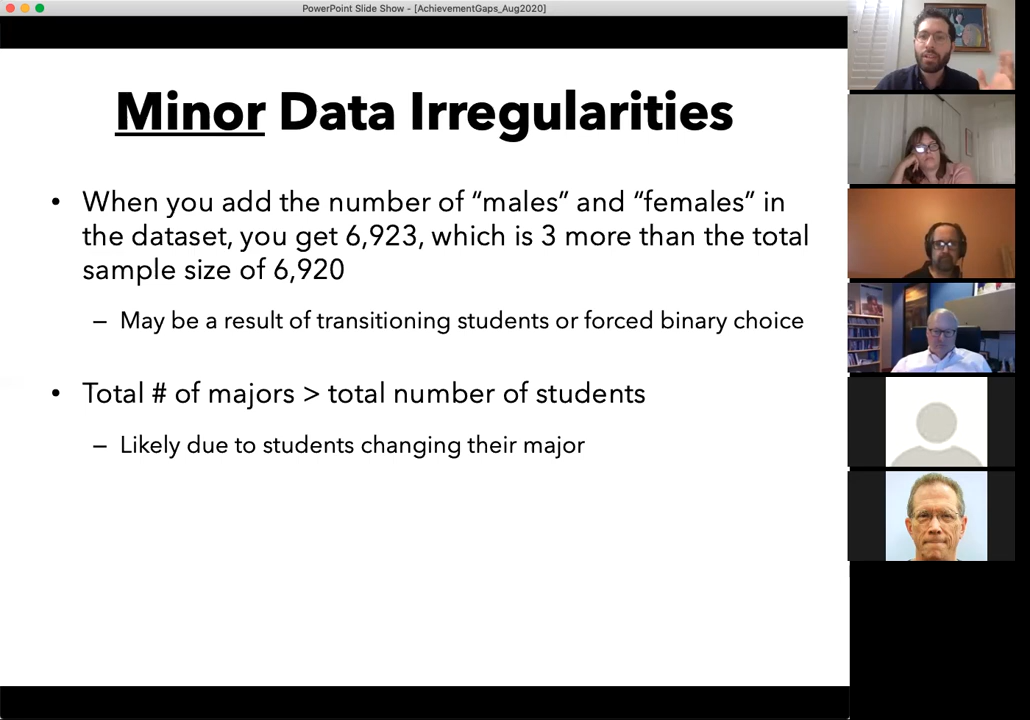 PowerPoint Slide Show - [AchievementGaps_Aug2020]
Minor Data Irregularities
• When you add the number of “males” and “females” in
the dataset, you get 6,923, which is 3 more than the total
sample size of 6,920
– May be a result of transitioning students or forced binary choice
• Total # of majors > total number of students
– Likely due to students changing their major